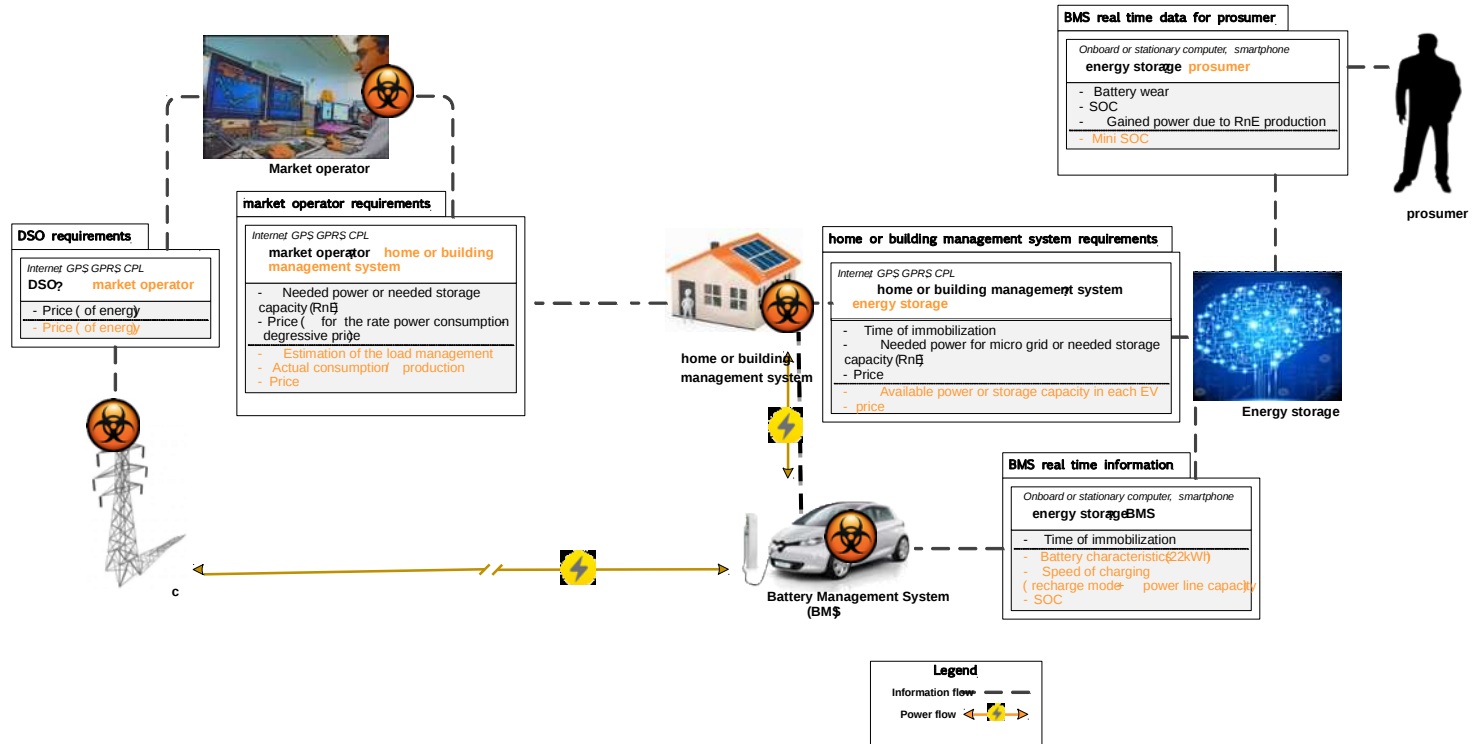 BMS real time data for prosumer
Onboard or stationary computer, smartphone
energy storage? prosumer
- Battery wear
- SOC
- Gained power due to RnE production
- Mini SOC
prosumer
Market operator
market operator requirements
Internet, GPS GPRS CPL
market operator? home or building
management system
- Needed power or needed storage
capacity (RnE)
- Price ( for the rate power consumption-
degressive price)
- Estimation of the load management
- Actual consumption / production
- Price
DSO requirements
Internet, GPS GPRS CPL
DSO? market operator
- Price ( of energy)
- Price ( of energy)
home or building
management system
home or building management system requirements
Internet, GPS GPRS CPL
home or building management system?
energy storage
- Time of immobilization
- Needed power for micro grid or needed storage
capacity (RnE)
- Price
- Available power or storage capacity in each EV
- price
Energy storage
BMS real time information
Onboard or stationary computer, smartphone
energy storage? BMS
- Time of immobilization
- Battery characteristics (22kWh)
- Speed of charging
( recharge mode + power line capacity)
- SOC
c
Battery Management System
(BMS)
Legend
Information flow
Power flow